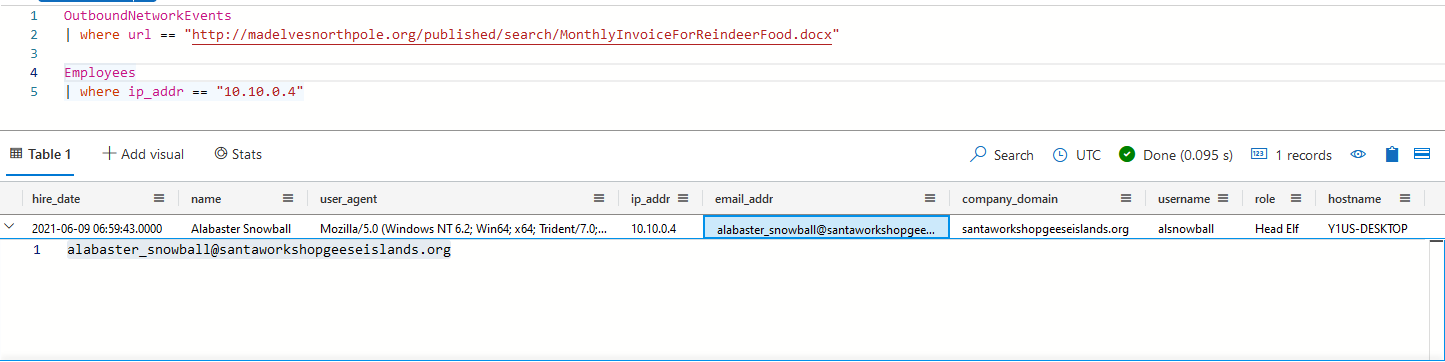 1 OutboundNetworkEvents
2 | where url == "http://madelvesnorthpole.org/published/search/MonthlyInvoiceForReindeerFood.docx"
3
4 Employees
5 | where ip_addr == "10.10.0.4"
Table 1 + Add visual Stats Search UTC Done (0.095 s) 123 1 records
hire_date name user_agent ip_addr email_addr company_domain username role hostname
2021-06-09 06:59:43.0000 Alabaster Snowball Mozilla/5.0 (Windows NT 6.2; Win64; x64; Trident/7.0;... 10.10.0.4 alabaster_snowball@santaworkshopgee... santaworkshopgeeseislands.org alsnowball Head Elf Y1US-DESKTOP
1 alabaster_snowball@santaworkshopgeeseislands.org